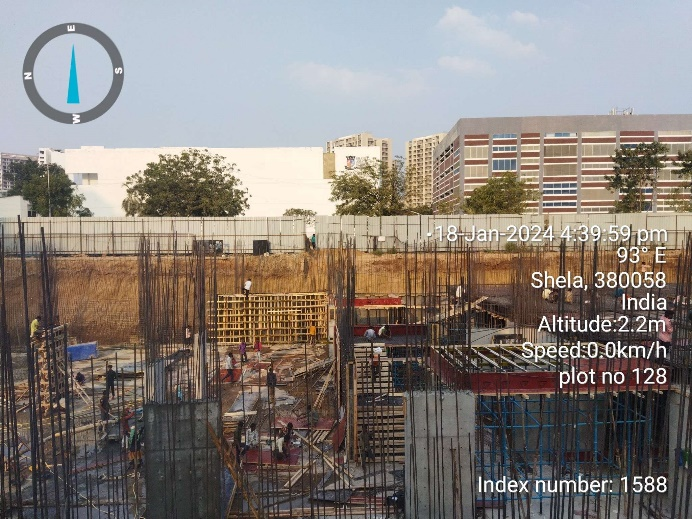 E
N
S
W
18 Jan 2024 4:39:59 pm
93° E
Shela, 380058
India
Altitude:2.2m
Speed:0.0km/h
plot no 128
Index number: 1588